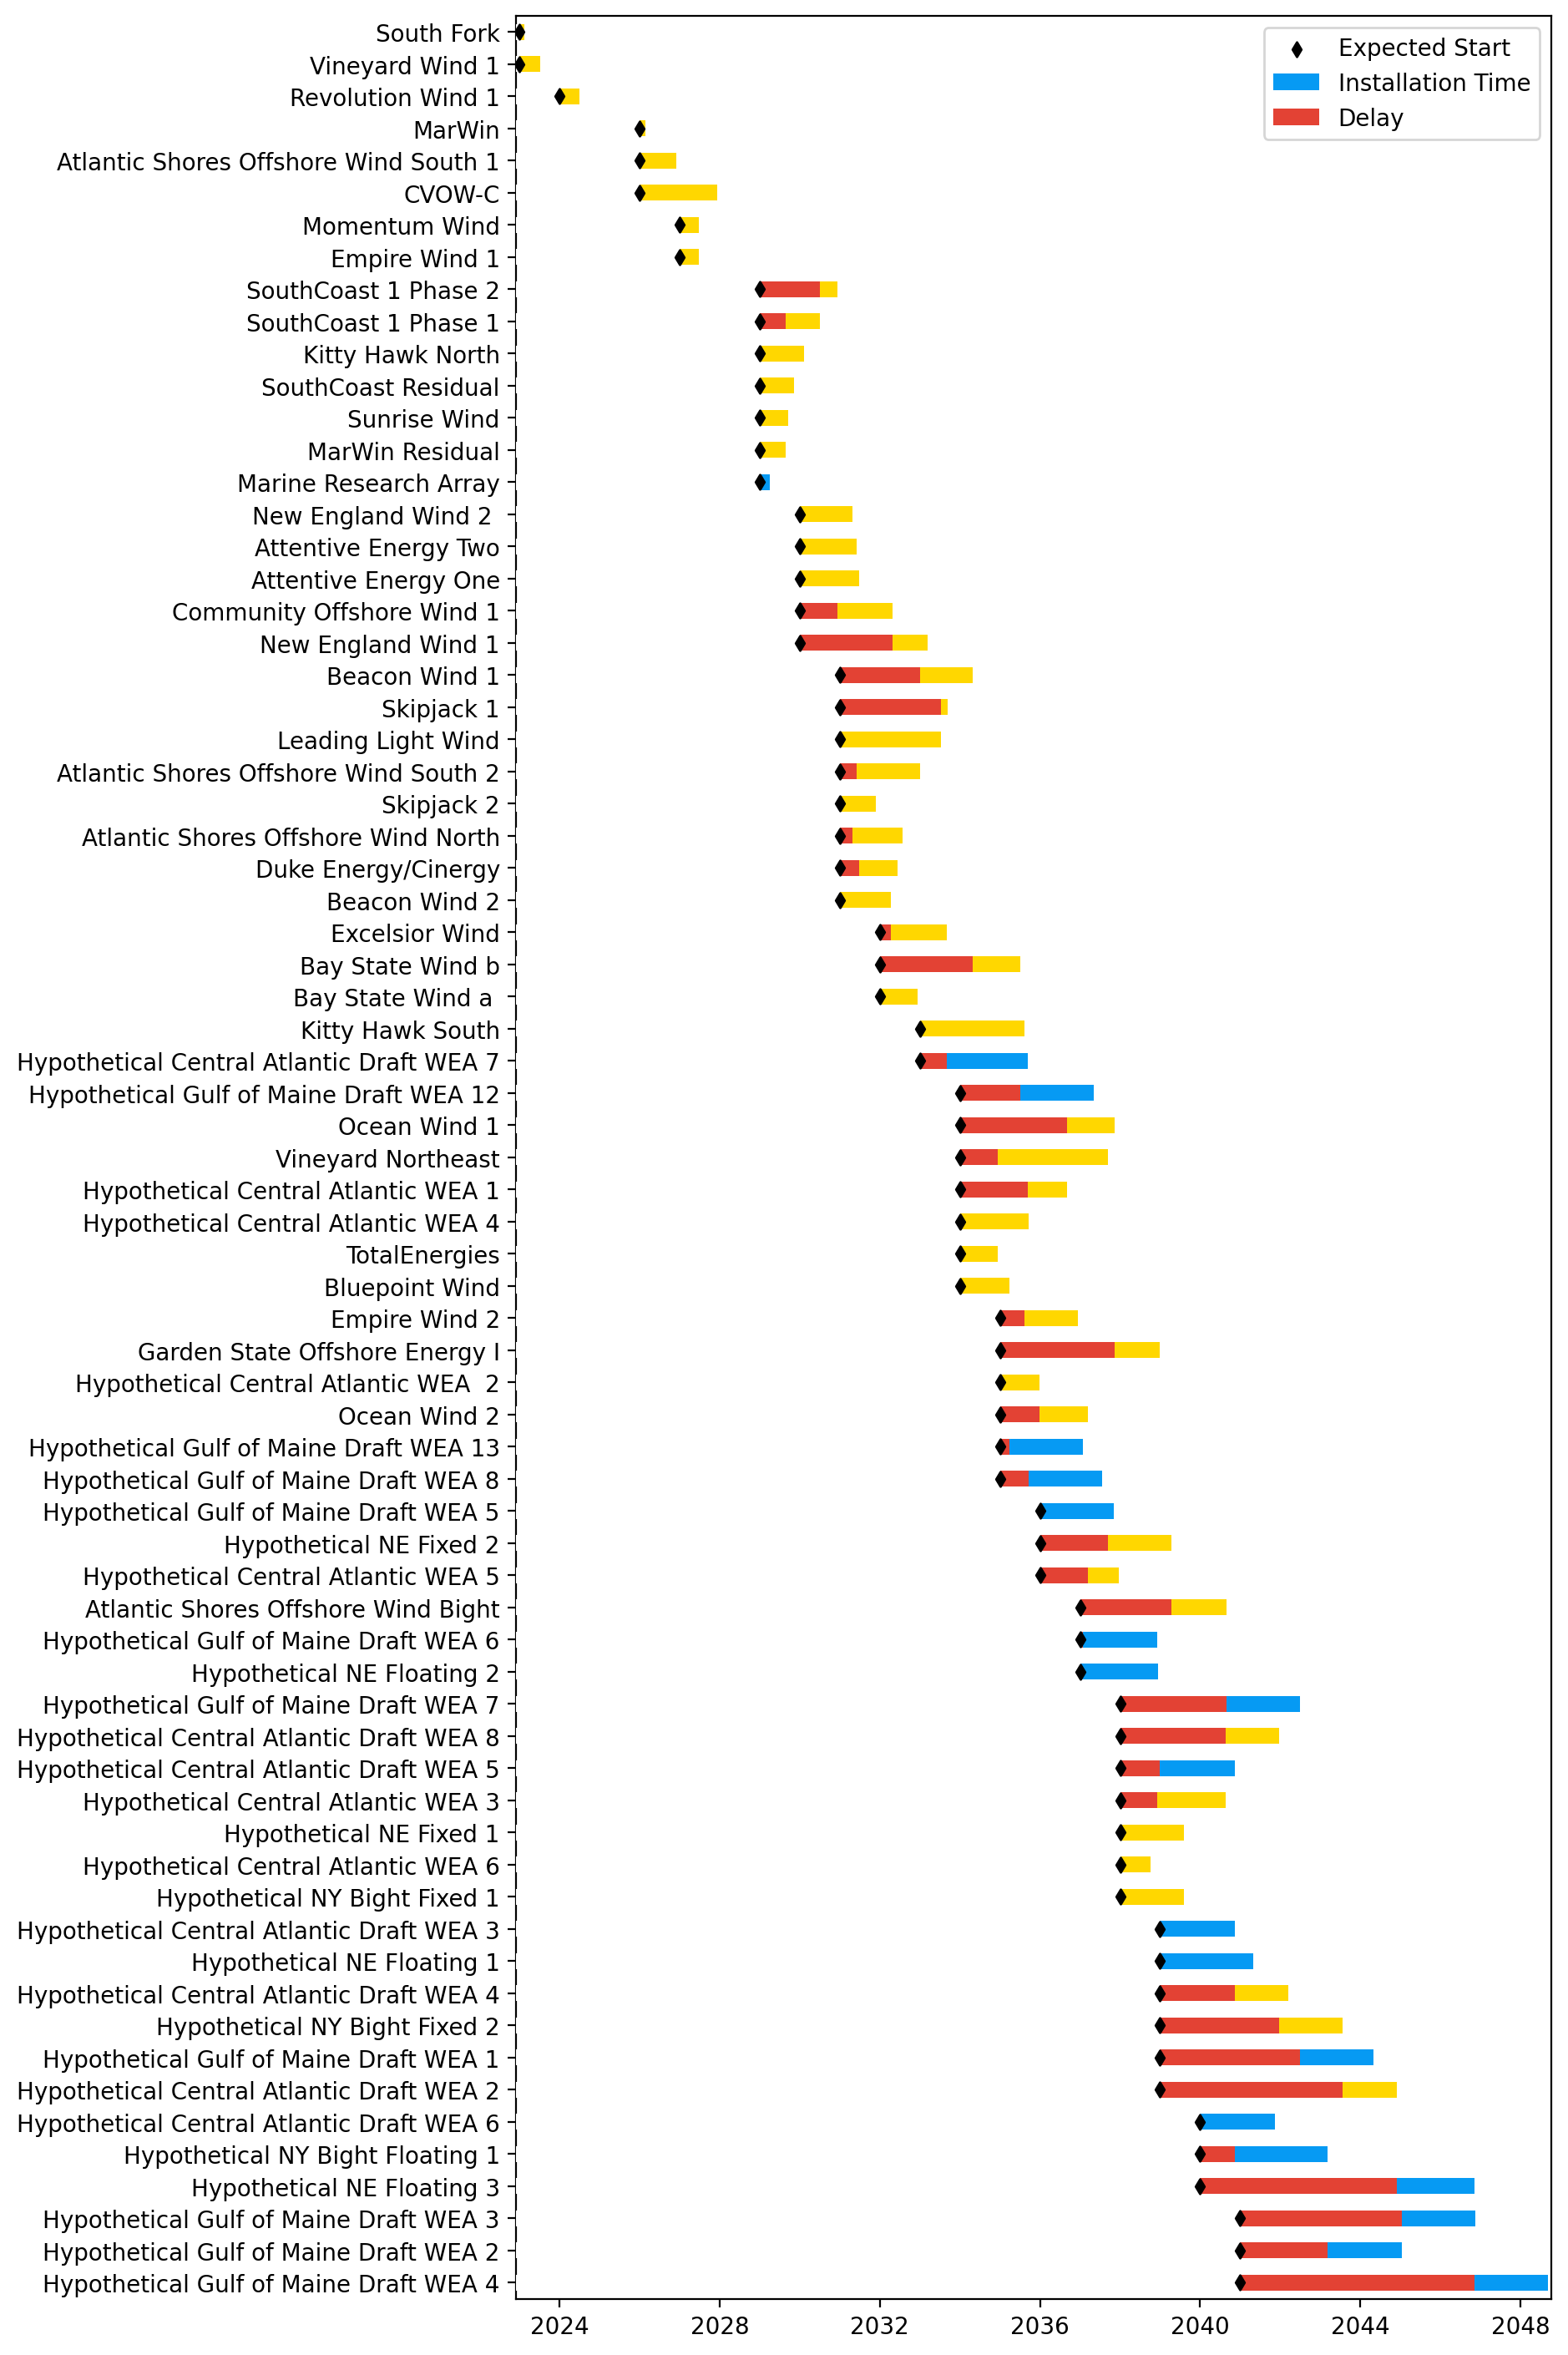 South Fork
Vineyard Wind 1
Revolution Wind 1
MarWin
Atlantic Shores Offshore Wind South 1
CVOW-C
Momentum Wind
Empire Wind 1
SouthCoast 1 Phase 2
SouthCoast 1 Phase 1
Kitty Hawk North
SouthCoast Residual
Sunrise Wind
MarWin Residual
Marine Research Array
New England Wind 2
Attentive Energy Two
Attentive Energy One
Community Offshore Wind 1
New England Wind 1
Beacon Wind 1
Skipjack 1
Leading Light Wind
Atlantic Shores Offshore Wind South 2
Skipjack 2
Atlantic Shores Offshore Wind North
Duke Energy/Cinergy
Beacon Wind 2
Excelsior Wind
Bay State Wind b
Bay State Wind a
Kitty Hawk South
Hypothetical Central Atlantic Draft WEA 7
Hypothetical Gulf of Maine Draft WEA 12
Ocean Wind 1
Vineyard Northeast
Hypothetical Central Atlantic WEA 1
Hypothetical Central Atlantic WEA 4
TotalEnergies
Bluepoint Wind
Empire Wind 2
Garden State Offshore Energy I
Hypothetical Central Atlantic WEA  2
Ocean Wind 2
Hypothetical Gulf of Maine Draft WEA 13
Hypothetical Gulf of Maine Draft WEA 8
Hypothetical Gulf of Maine Draft WEA 5
Hypothetical NE Fixed 2
Hypothetical Central Atlantic WEA 5
Atlantic Shores Offshore Wind Bight
Hypothetical Gulf of Maine Draft WEA 6
Hypothetical NE Floating 2
Hypothetical Gulf of Maine Draft WEA 7
Hypothetical Central Atlantic Draft WEA 8
Hypothetical Central Atlantic Draft WEA 5
Hypothetical Central Atlantic WEA 3
Hypothetical NE Fixed 1
Hypothetical Central Atlantic WEA 6
Hypothetical NY Bight Fixed 1
Hypothetical Central Atlantic Draft WEA 3
Hypothetical NE Floating 1
Hypothetical Central Atlantic Draft WEA 4
Hypothetical NY Bight Fixed 2
Hypothetical Gulf of Maine Draft WEA 1
Hypothetical Central Atlantic Draft WEA 2
Hypothetical Central Atlantic Draft WEA 6
Hypothetical NY Bight Floating 1
Hypothetical NE Floating 3
Hypothetical Gulf of Maine Draft WEA 3
Hypothetical Gulf of Maine Draft WEA 2
Hypothetical Gulf of Maine Draft WEA 4
Expected Start
Installation Time
Delay
2024 2028 2032 2036 2040 2044 2048